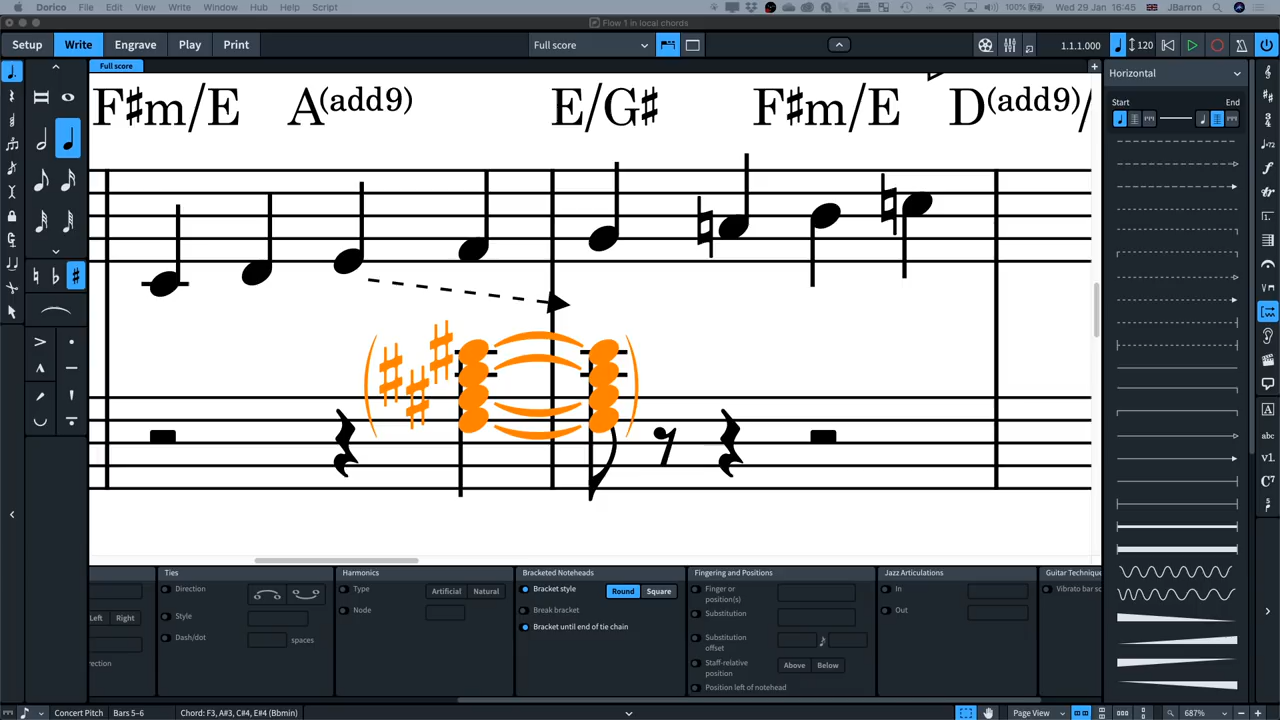 Dorico File Edit View Write Window Hub Help Script 100% Wed 29 Jan 16:45 JBarron
Flow 1 in local chords
Setup Write Engrave Play Print Full score 1.1.1.000 120
Full score
Horizontal
Start End
F♯m/E A(add9) E/G♯ F♯m/E D(add9)/
Ties Harmonics Bracketed Noteheads Fingering and Positions Jazz Articulations Guitar Technique
Direction Type Artificial Natural Bracket style Round Square Finger or position(s) In Vibrato bar sc
Left Right Style Node Break bracket Substitution Out
Dash/dot spaces Bracket until end of tie chain Substitution offset
irection Staff-relative position Above Below
Position left of notehead
Concert Pitch Bars 5–6 Chord: F3, A#3, C#4, E#4 (Bbmin) Page View 687%